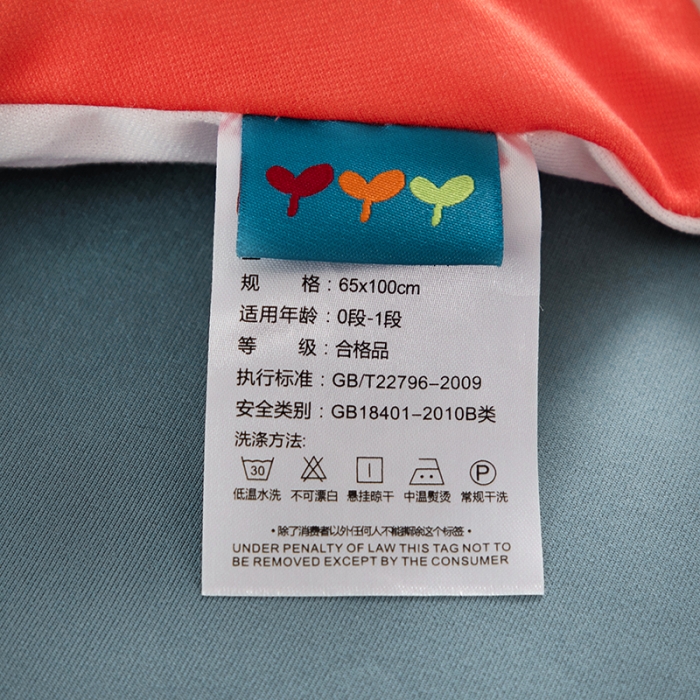 规 格：65x100cm
适用年龄：0段-1段
等 级：合格品
执行标准：GB/T22796-2009
安全类别：GB18401-2010B类
洗涤方法:
30 P
低温水洗 不可漂白 悬挂晾干 中温熨烫 常规干洗
•除了消费者以外任何人不能撕除这个标签•
UNDER PENALTY OF LAW THIS TAG NOT TO
BE REMOVED EXCEPT BY THE CONSUMER